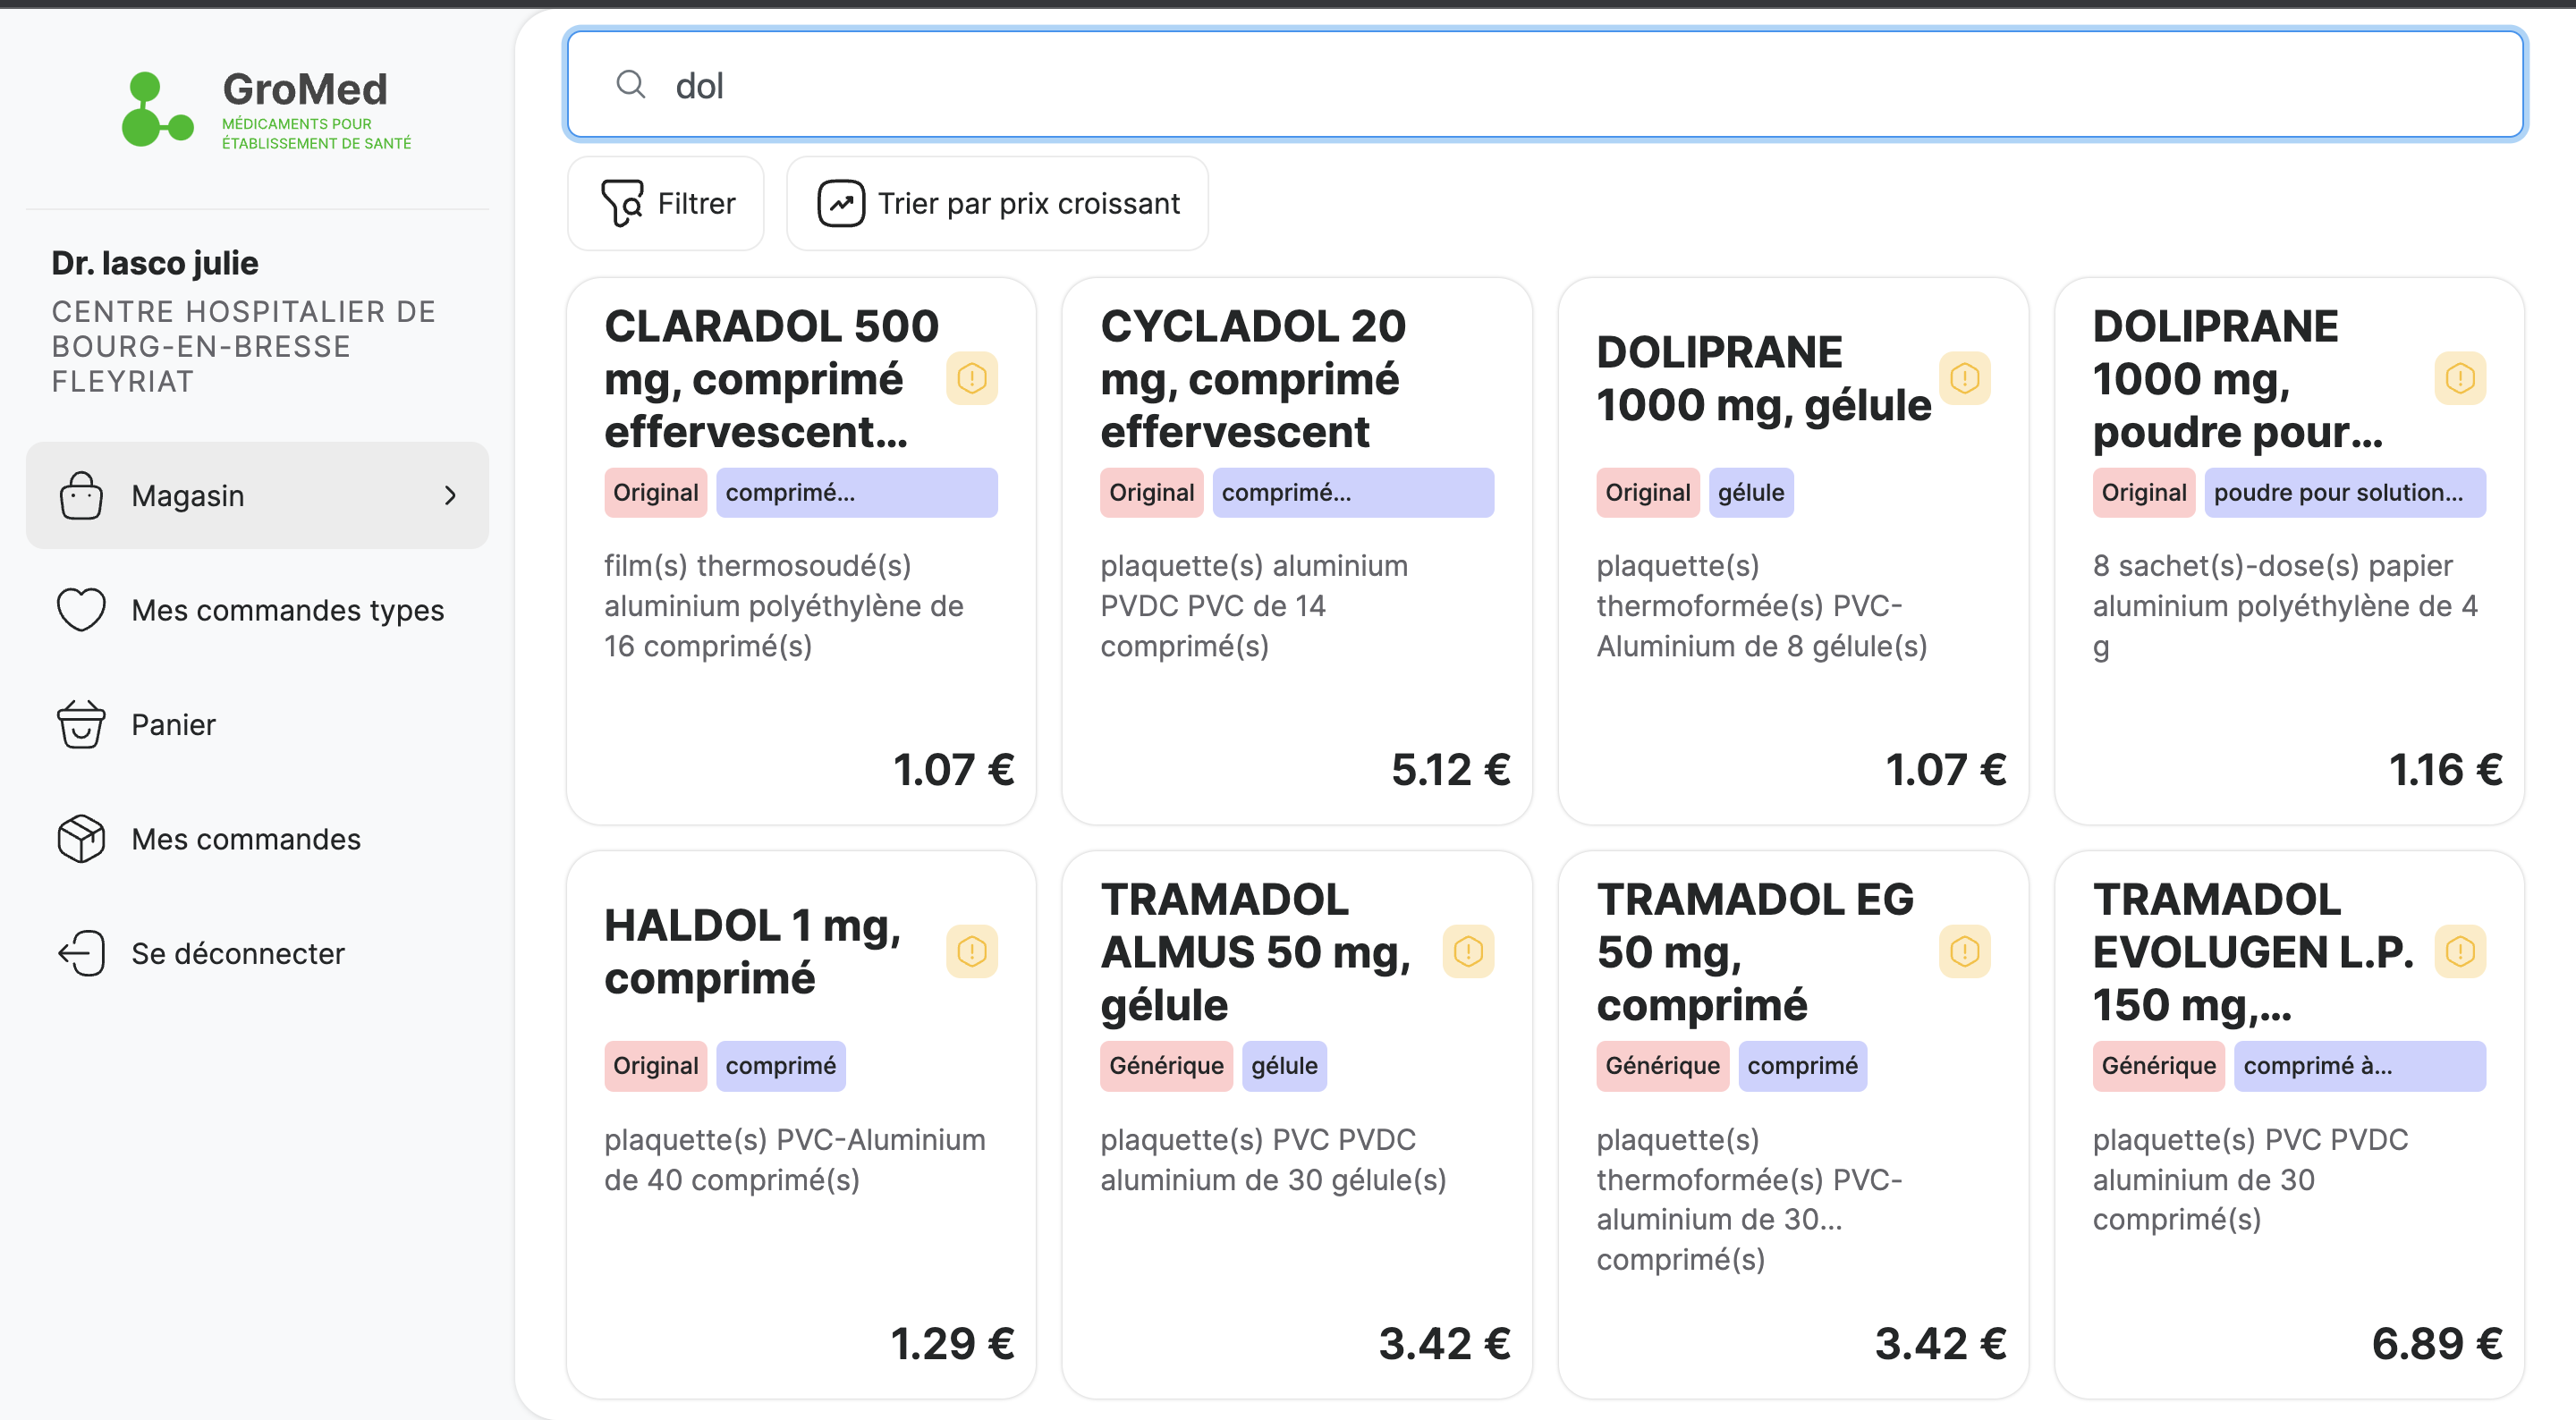 GroMed
MÉDICAMENTS POUR
ÉTABLISSEMENT DE SANTÉ
Dr. lasco julie
CENTRE HOSPITALIER DE
BOURG-EN-BRESSE
FLEYRIAT
Magasin
Mes commandes types
Panier
Mes commandes
Se déconnecter
dol
Filtrer
Trier par prix croissant
CLARADOL 500
mg, comprimé
effervescent...
Original comprimé...
film(s) thermosoudé(s)
aluminium polyéthylène de
16 comprimé(s)
1.07 €
CYCLADOL 20
mg, comprimé
effervescent
Original comprimé...
plaquette(s) aluminium
PVDC PVC de 14
comprimé(s)
5.12 €
DOLIPRANE
1000 mg, gélule
Original gélule
plaquette(s)
thermoformée(s) PVC-
Aluminium de 8 gélule(s)
1.07 €
DOLIPRANE
1000 mg,
poudre pour...
Original poudre pour solution...
8 sachet(s)-dose(s) papier
aluminium polyéthylène de 4
g
1.16 €
HALDOL 1 mg,
comprimé
Original comprimé
plaquette(s) PVC-Aluminium
de 40 comprimé(s)
1.29 €
TRAMADOL
ALMUS 50 mg,
gélule
Générique gélule
plaquette(s) PVC PVDC
aluminium de 30 gélule(s)
3.42 €
TRAMADOL EG
50 mg,
comprimé
Générique comprimé
plaquette(s)
thermoformée(s) PVC-
aluminium de 30...
comprimé(s)
3.42 €
TRAMADOL
EVOLUGEN L.P.
150 mg,...
Générique comprimé à...
plaquette(s) PVC PVDC
aluminium de 30
comprimé(s)
6.89 €